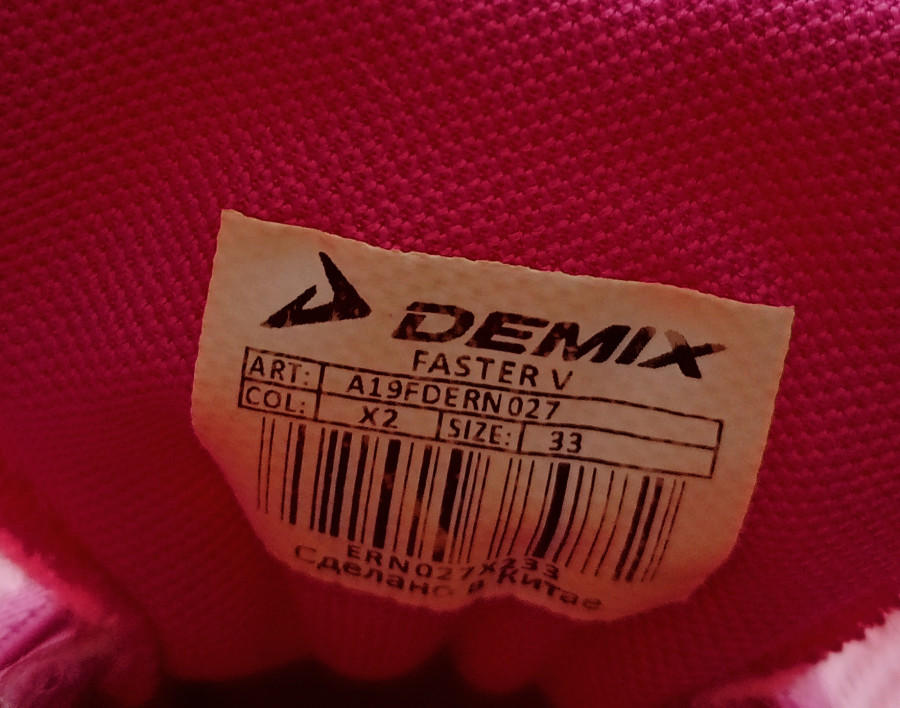 DEMIX
FASTER V
ART: A19FDERN027
COL: X2 SIZE: 33
ERN027X233
Сделано в Китае